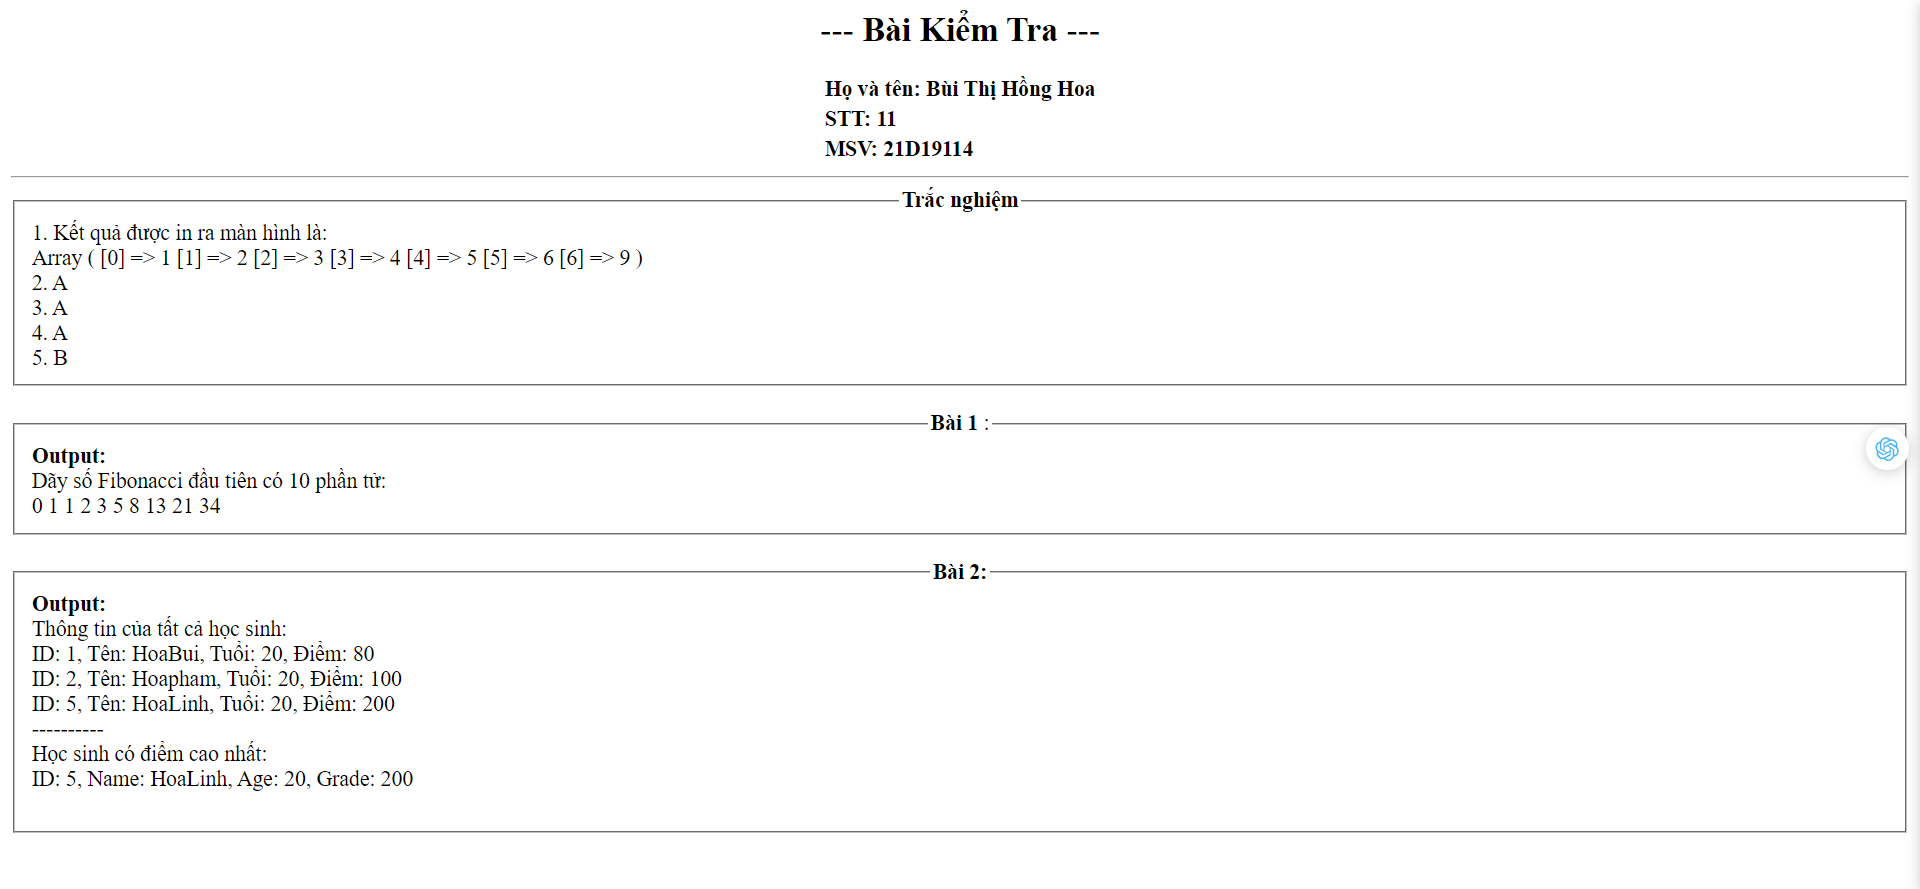 --- Bài Kiểm Tra ---
Họ và tên: Bùi Thị Hồng Hoa
STT: 11
MSV: 21D19114
Trắc nghiệm
1. Kết quả được in ra màn hình là:
Array ( [0] => 1 [1] => 2 [2] => 3 [3] => 4 [4] => 5 [5] => 6 [6] => 9 )
2. A
3. A
4. A
5. B
Bài 1 :
Output:
Dãy số Fibonacci đầu tiên có 10 phần tử:
0 1 1 2 3 5 8 13 21 34
Bài 2:
Output:
Thông tin của tất cả học sinh:
ID: 1, Tên: HoaBui, Tuổi: 20, Điểm: 80
ID: 2, Tên: Hoapham, Tuổi: 20, Điểm: 100
ID: 5, Tên: HoaLinh, Tuổi: 20, Điểm: 200
----------
Học sinh có điểm cao nhất:
ID: 5, Name: HoaLinh, Age: 20, Grade: 200